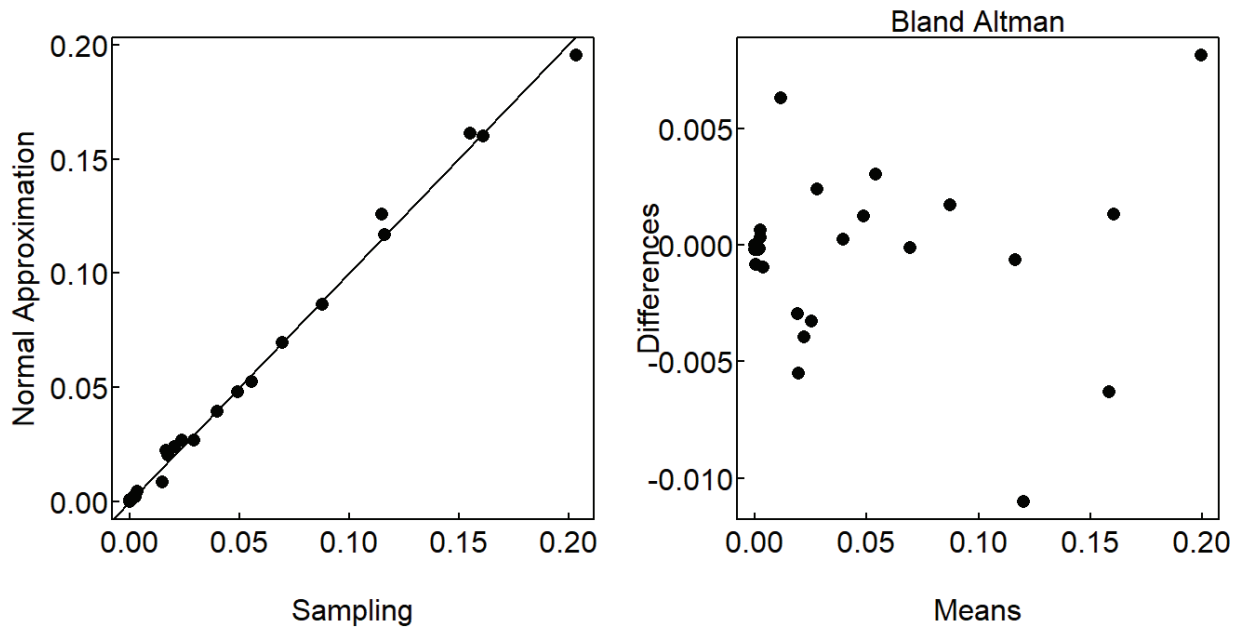 0.20
0.15
0.10
0.05
0.00
Normal Approximation
0.00 0.05 0.10 0.15 0.20
Sampling
Bland Altman
0.005
0.000
-0.005
-0.010
Differences
0.00 0.05 0.10 0.15 0.20
Means